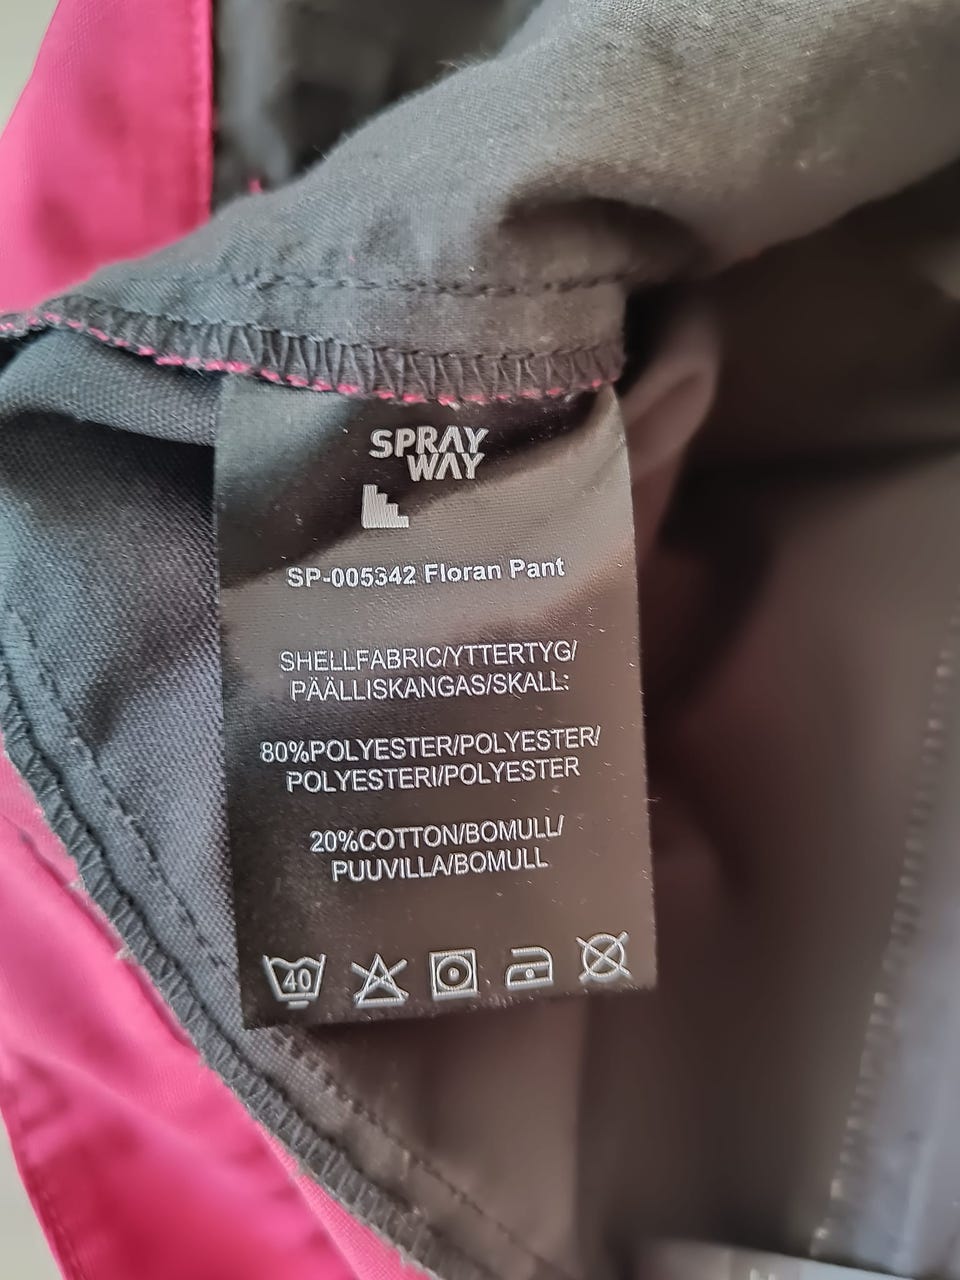 SPRAY
WAY
SP-005342 Floran Pant
SHELLFABRIC/YTTERTYG/
PÄÄLLISKANGAS/SKALL:
80%POLYESTER/POLYESTER/
POLYESTERI/POLYESTER
20%COTTON/BOMULL/
PUUVILLA/BOMULL
40